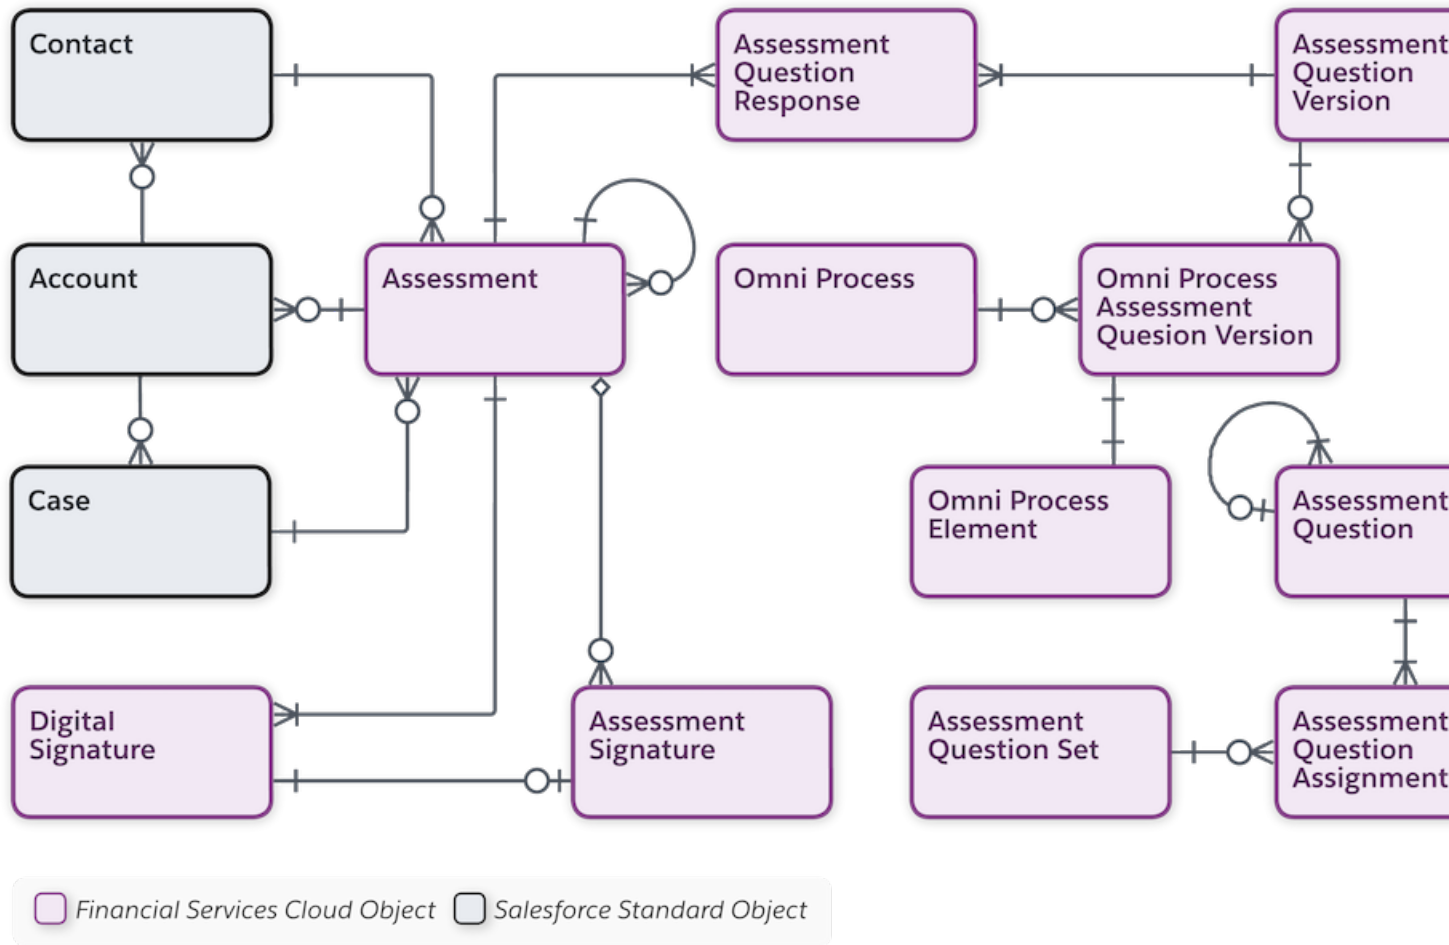 Contact
Assessment
Question
Response
Assessment
Question
Version
Account
Assessment
Omni Process
Omni Process
Assessment
Quesion Version
Case
Omni Process
Element
Assessment
Question
Digital
Signature
Assessment
Signature
Assessment
Question Set
Assessment
Question
Assignment
Financial Services Cloud Object
Salesforce Standard Object